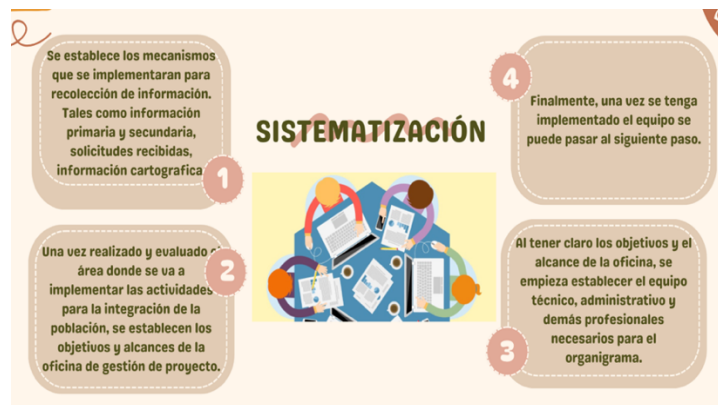 Se establece los mecanismos
que se implementaran para
recolección de información.
Tales como información
primaria y secundaria,
solicitudes recibidas,
información cartografica
1
Una vez realizado y evaluado
área donde se va a
implementar las actividades
para la integración de la
población, se establecen los
objetivos y alcances de la
oficina de gestión de proyecto.
2
SISTEMATIZACIÓN
4
Finalmente, una vez se tenga
implementado el equipo se
puede pasar al siguiente paso.
Al tener claro los objetivos y el
alcance de la oficina, se
empieza establecer el equipo
técnico, administrativo y
demás profesionales
necesarios para el
organigrama.
3